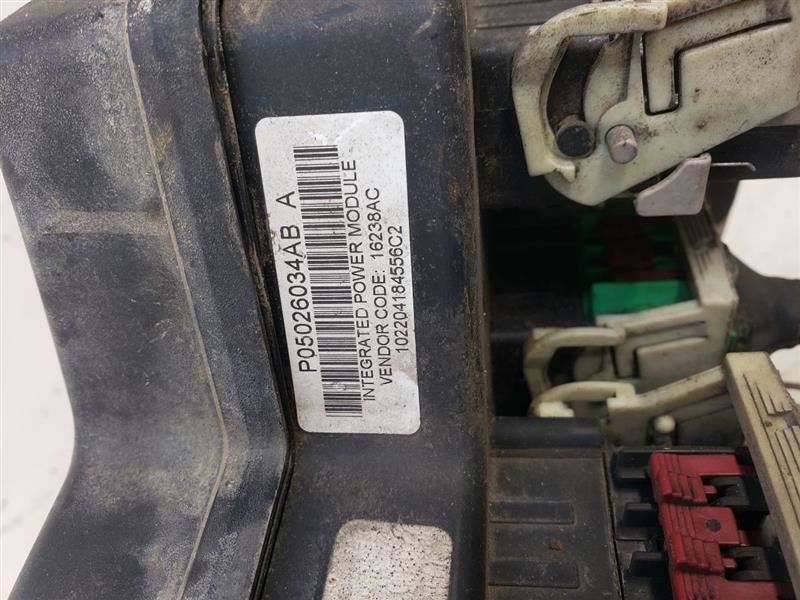 P05026034AB A
INTEGRATED POWER MODULE
VENDOR CODE: 16238AC
102204184556C2